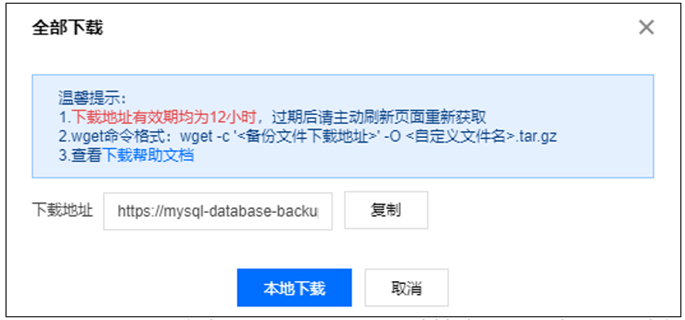 全部下载
温馨提示：
1.下载地址有效期均为12小时，过期后请主动刷新页面重新获取
2.wget命令格式：wget -c '<备份文件下载地址>' -O <自定义文件名>.tar.gz
3.查看下载帮助文档
下载地址 https://mysql-database-backu 复制
本地下载 取消